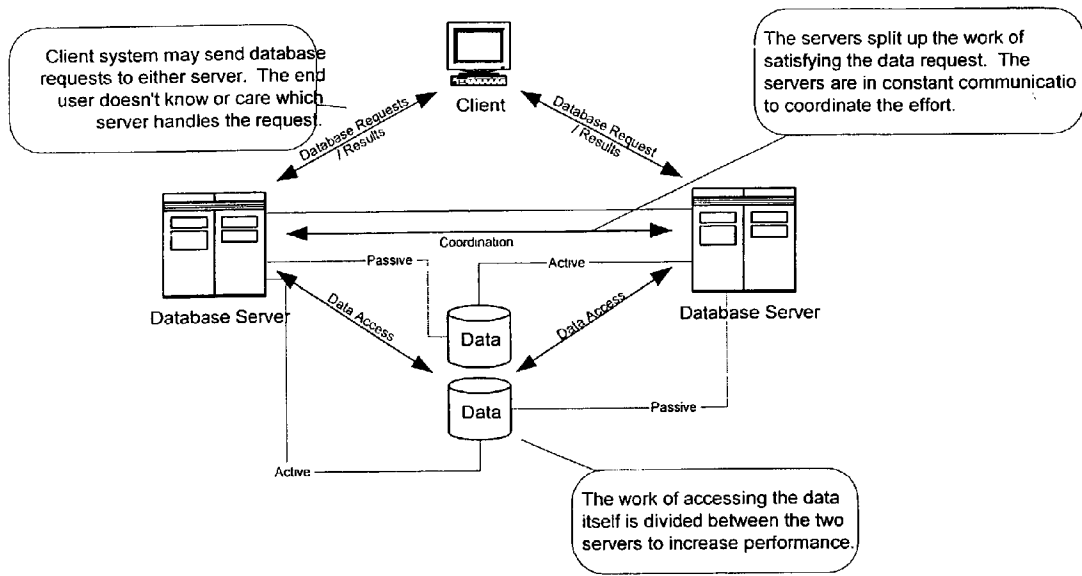 Client system may send database
requests to either server. The end
user doesn't know or care which
server handles the request.
Client
The servers split up the work of
satisfying the data request. The
servers are in constant communicatio
to coordinate the effort.
Database Requests
/ Results
Database Request
/ Results
Coordination
Passive
Active
Database Server
Data Access
Data
Data Access
Database Server
Data
Passive
Active
The work of accessing the data
itself is divided between the two
servers to increase performance.